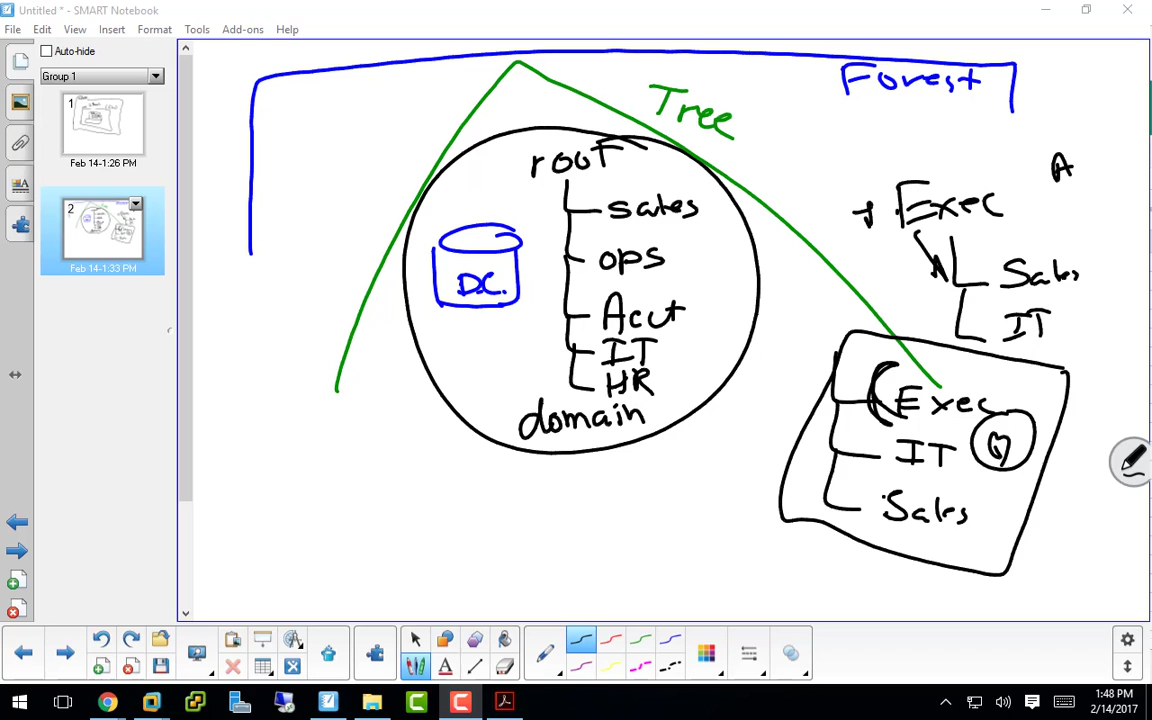 Untitled * - SMART Notebook
File Edit View Insert Format Tools Add-ons Help
Auto-hide
Group 1
1
Feb 14-1:26 PM
2
Feb 14-1:33 PM
Forest
Tree
root
sales
ops
Acct
IT
HR
domain
D.C.
A
Exec
Sales
IT
Exec
IT
Sales
1:48 PM
2/14/2017